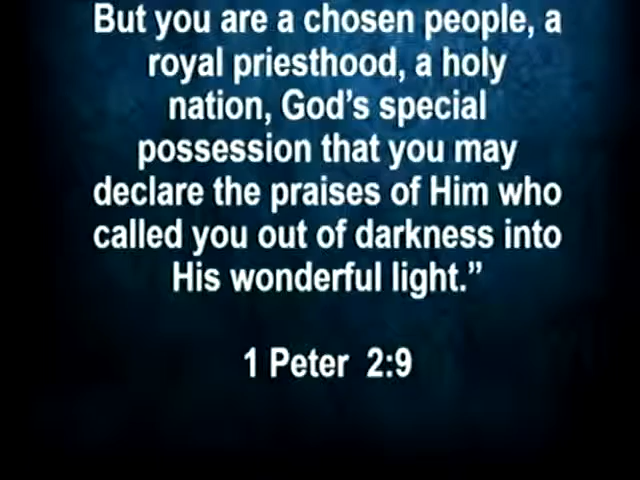 But you are a chosen people, a
royal priesthood, a holy
nation, God’s special
possession that you may
declare the praises of Him who
called you out of darkness into
His wonderful light.”
1 Peter 2:9